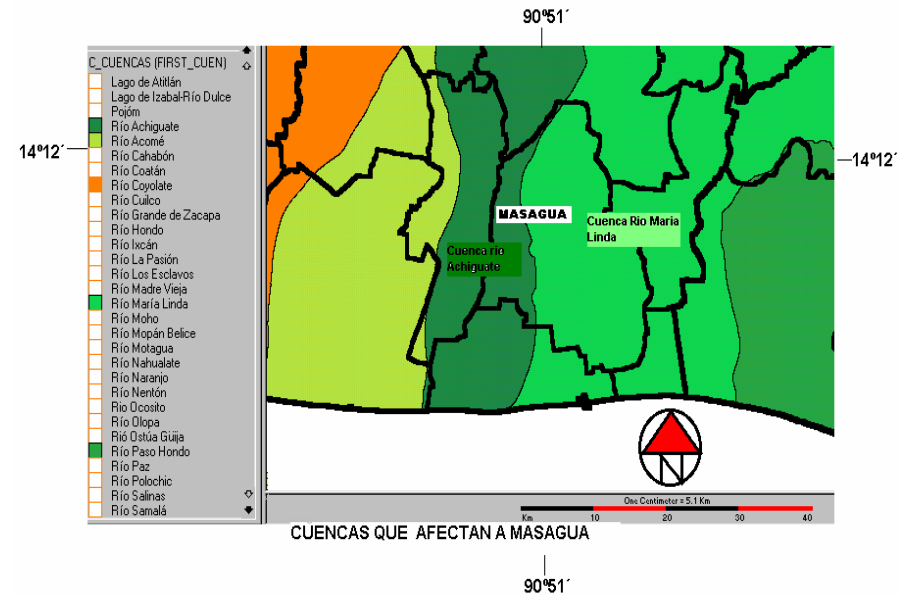 90º51´
C_CUENCAS (FIRST_CUEN)
Lago de Atitlán
Lago de Izabal-Río Dulce
Pojóm
Río Achiguate
Río Acomé
Río Cahabón
Río Coatán
Río Coyolate
Río Cuilco
Río Grande de Zacapa
Río Hondo
Río Ixcán
Río La Pasión
Río Los Esclavos
Río Madre Vieja
Río María Linda
Río Moho
Río Mopán Belice
Río Motagua
Río Nahualate
Río Naranjo
Río Nentón
Rio Ocosito
Río Olopa
Rió Ostúa Güija
Río Paso Hondo
Río Paz
Río Polochic
Río Salinas
Río Samalá
14º12´
14º12´
MASAGUA
Cuenca Rio Maria
Linda
Cuenca rio
Achiguate
N
One Centimeter = 5.1 Km
Km 10 20 30 40
CUENCAS QUE AFECTAN A MASAGUA
90º51´